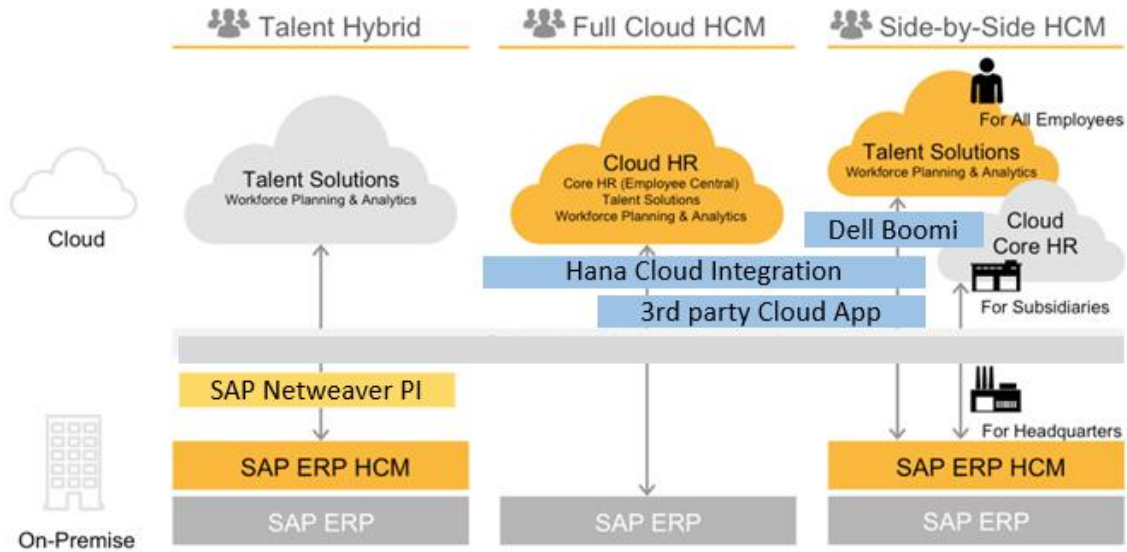 Talent Hybrid
Full Cloud HCM
Side-by-Side HCM
For All Employees
Talent Solutions
Workforce Planning & Analytics
Cloud HR
Core HR (Employee Central)
Talent Solutions
Workforce Planning & Analytics
Talent Solutions
Workforce Planning & Analytics
Cloud
Dell Boomi
Cloud
Core HR
Hana Cloud Integration
For Subsidiaries
3rd party Cloud App
SAP Netweaver PI
For Headquarters
SAP ERP HCM
SAP ERP HCM
On-Premise
SAP ERP
SAP ERP
SAP ERP